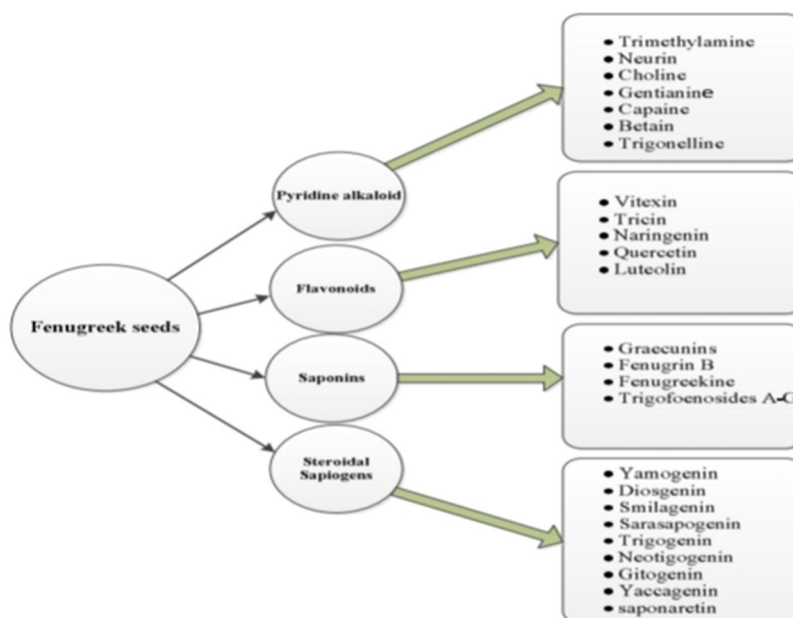 Fenugreek seeds
Pyridine alkaloid
• Trimethylamine
• Neurin
• Choline
• Gentianine
• Capaine
• Betain
• Trigonelline
Flavonoids
• Vitexin
• Tricin
• Naringenin
• Quercetin
• Luteolin
Saponins
• Graecunins
• Fenugrin B
• Fenugreekine
• Trigofoenosides A-G
Steroidal
Sapiogens
• Yamogenin
• Diosgenin
• Smilagenin
• Sarasapogenin
• Trigogenin
• Neotigogenin
• Gitogenin
• Yaccagenin
• saponaretin